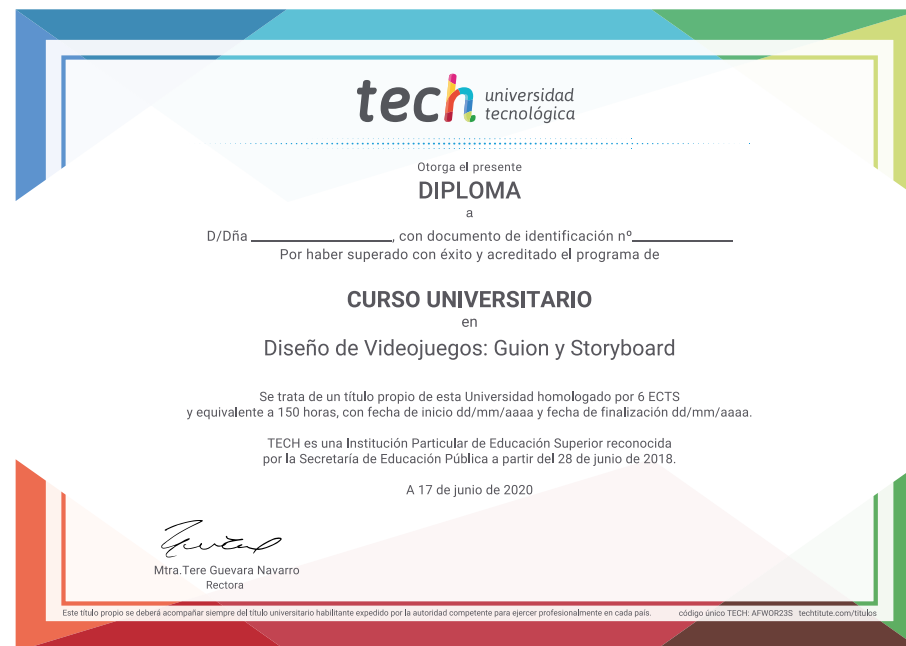 tech universidad
tecnológica
Otorga el presente
DIPLOMA
a
D/Dña ____________________, con documento de identificación nº______________
Por haber superado con éxito y acreditado el programa de
CURSO UNIVERSITARIO
en
Diseño de Videojuegos: Guion y Storyboard
Se trata de un título propio de esta Universidad homologado por 6 ECTS
y equivalente a 150 horas, con fecha de inicio dd/mm/aaaa y fecha de finalización dd/mm/aaaa.
TECH es una Institución Particular de Educación Superior reconocida
por la Secretaría de Educación Pública a partir del 28 de junio de 2018.
A 17 de junio de 2020
Mtra.Tere Guevara Navarro
Rectora
Este título propio se deberá acompañar siempre del título universitario habilitante expedido por la autoridad competente para ejercer profesionalmente en cada país. código único TECH: AFWOR23S techtitute.com/titulos